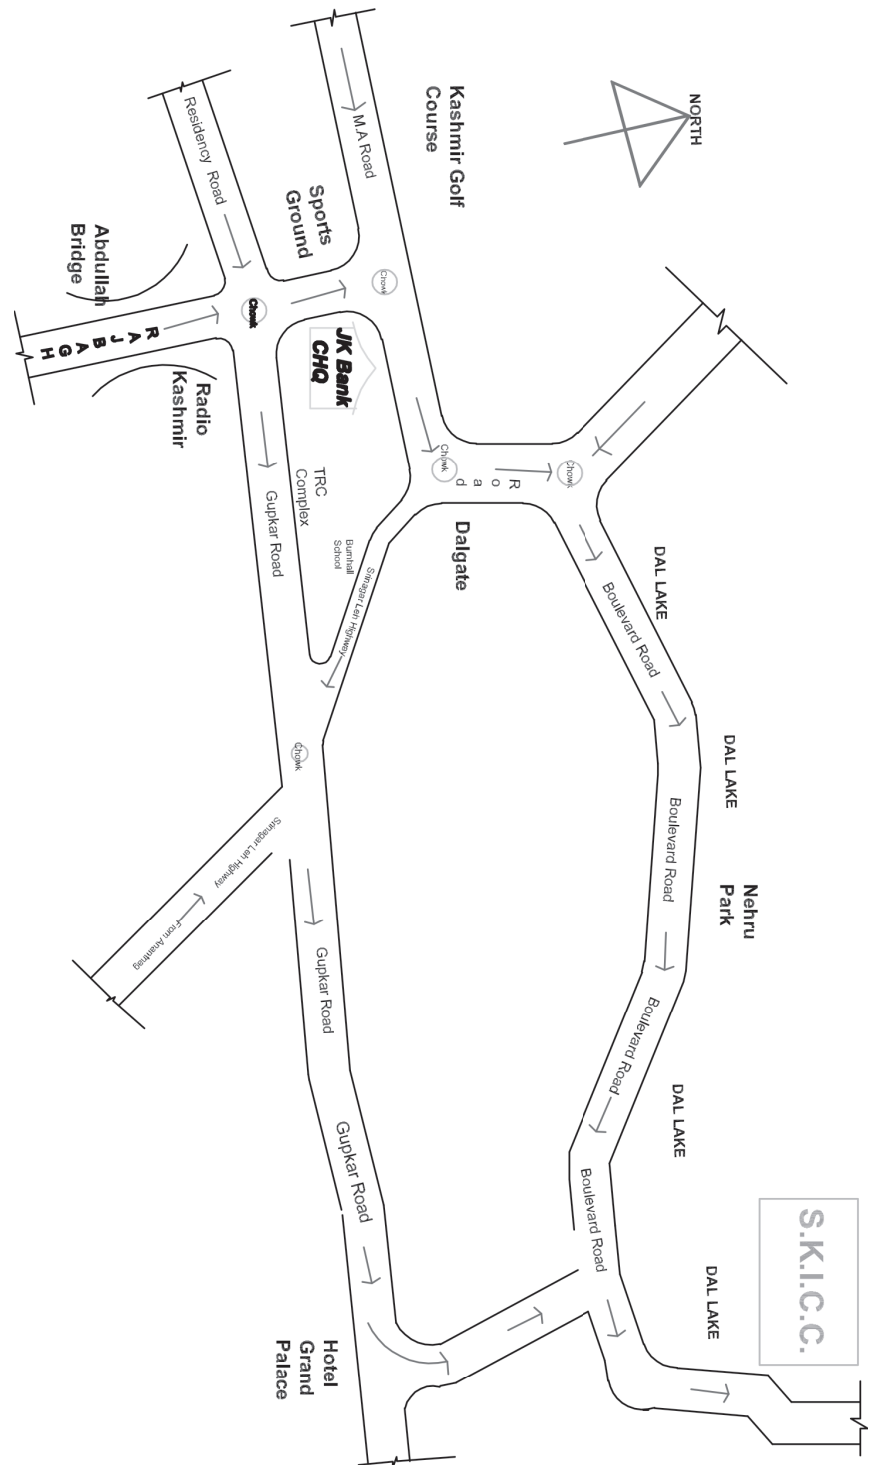 NORTH
Kashmir Golf
Course
M.A Road
Residency Road
Sports
Ground
Abdullah
Bridge
Chowk
Chowk
RAJBAGH
JK Bank
CHQ
Radio
Kashmir
Chowk
Road
Chowk
TRC
Complex
Gupkar Road
Burnhall
School
Srinagar Leh Highway
Dalgate
DAL LAKE
Boulevard Road
Chowk
DAL LAKE
Boulevard Road
Nehru
Park
Srinagar Leh Highway
From Anantnag
Gupkar Road
Boulevard Road
DAL LAKE
Gupkar Road
Boulevard Road
S.K.I.C.C.
DAL LAKE
Hotel
Grand
Palace